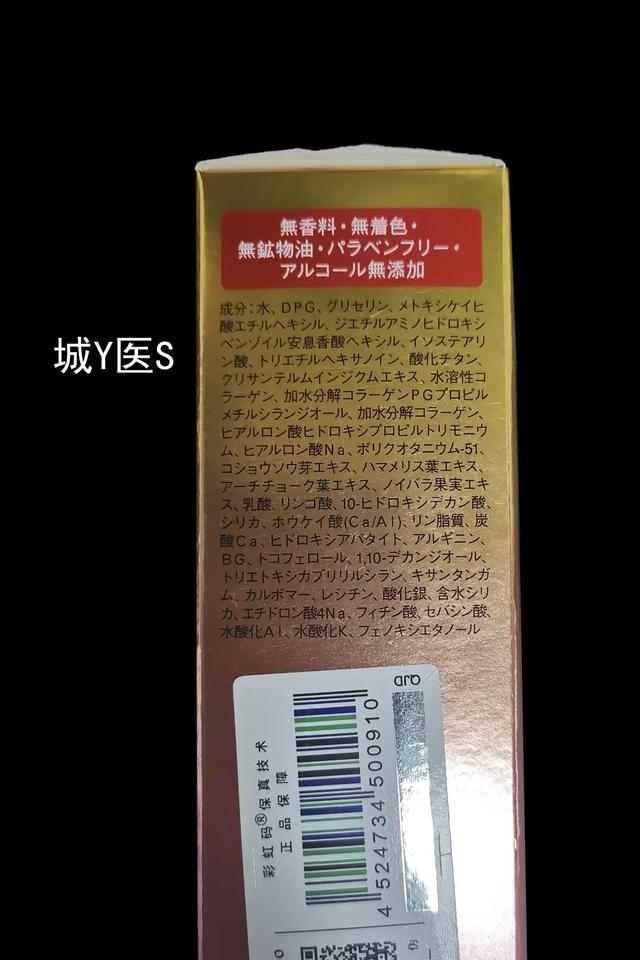 無香料・無着色・
無鉱物油・パラベンフリー・
アルコール無添加
成分：水、DPG、グリセリン、メトキシケイヒ
酸エチルヘキシル、ジエチルアミノヒドロキシ
ベンゾイル安息香酸ヘキシル、イソステアリ
ン酸、トリエチルヘキサノイン、酸化チタン、
クリサンテルムインジクムエキス、水溶性コ
ラーゲン、加水分解コラーゲンPGプロピル
メチルシランジオール、加水分解コラーゲン、
ヒアルロン酸ヒドロキシプロピルトリモニウ
ム、ヒアルロン酸Na、ポリクオタニウム-51、
コショウソウ芽エキス、ハマメリス葉エキス、
アーチチョーク葉エキス、ノイバラ果実エキ
ス、乳酸、リンゴ酸、10-ヒドロキシデカン酸、
シリカ、ホウケイ酸(Ca/Al)、リン脂質、炭
酸Ca、ヒドロキシアパタイト、アルギニン、
BG、トコフェロール、1,10-デカンジオール、
トリエトキシカプリリルシラン、キサンタンガ
ム、カルボマー、レシチン、酸化銀、含水シリ
カ、エチドロン酸4Na、フィチン酸、セバシン酸、
水酸化Al、水酸化K、フェノキシエタノール
城Y医S
QJD
彩虹码®保真技术
正品保障
4 524734 500910